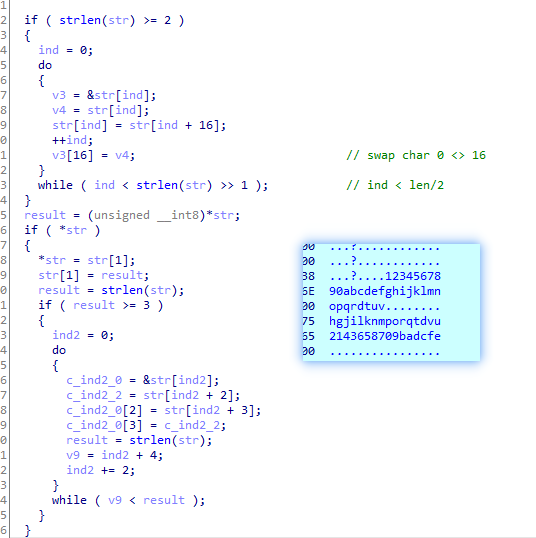 1
2 if ( strlen(str) >= 2 )
3 {
4 ind = 0;
5 do
6 {
7 v3 = &str[ind];
8 v4 = str[ind];
9 str[ind] = str[ind + 16];
0 ++ind;
1 v3[16] = v4; // swap char 0 <> 16
2 }
3 while ( ind < strlen(str) >> 1 ); // ind < len/2
4 }
5 result = (unsigned __int8)*str;
6 if ( *str )
7 {
8 *str = str[1];
9 str[1] = result;
0 result = strlen(str);
1 if ( result >= 3 )
2 {
3 ind2 = 0;
4 do
5 {
6 c_ind2_0 = &str[ind2];
7 c_ind2_2 = str[ind2 + 2];
8 c_ind2_0[2] = str[ind2 + 3];
9 c_ind2_0[3] = c_ind2_2;
0 result = strlen(str);
1 v9 = ind2 + 4;
2 ind2 += 2;
3 }
4 while ( v9 < result );
5 }
6 }
00 ...?............
00 ...?............
38 ...?....12345678
6E 90abcdefghijklmn
00 opqrdtuv........
75 hgjilknmporqtdvu
65 2143658709badcfe
00 ................